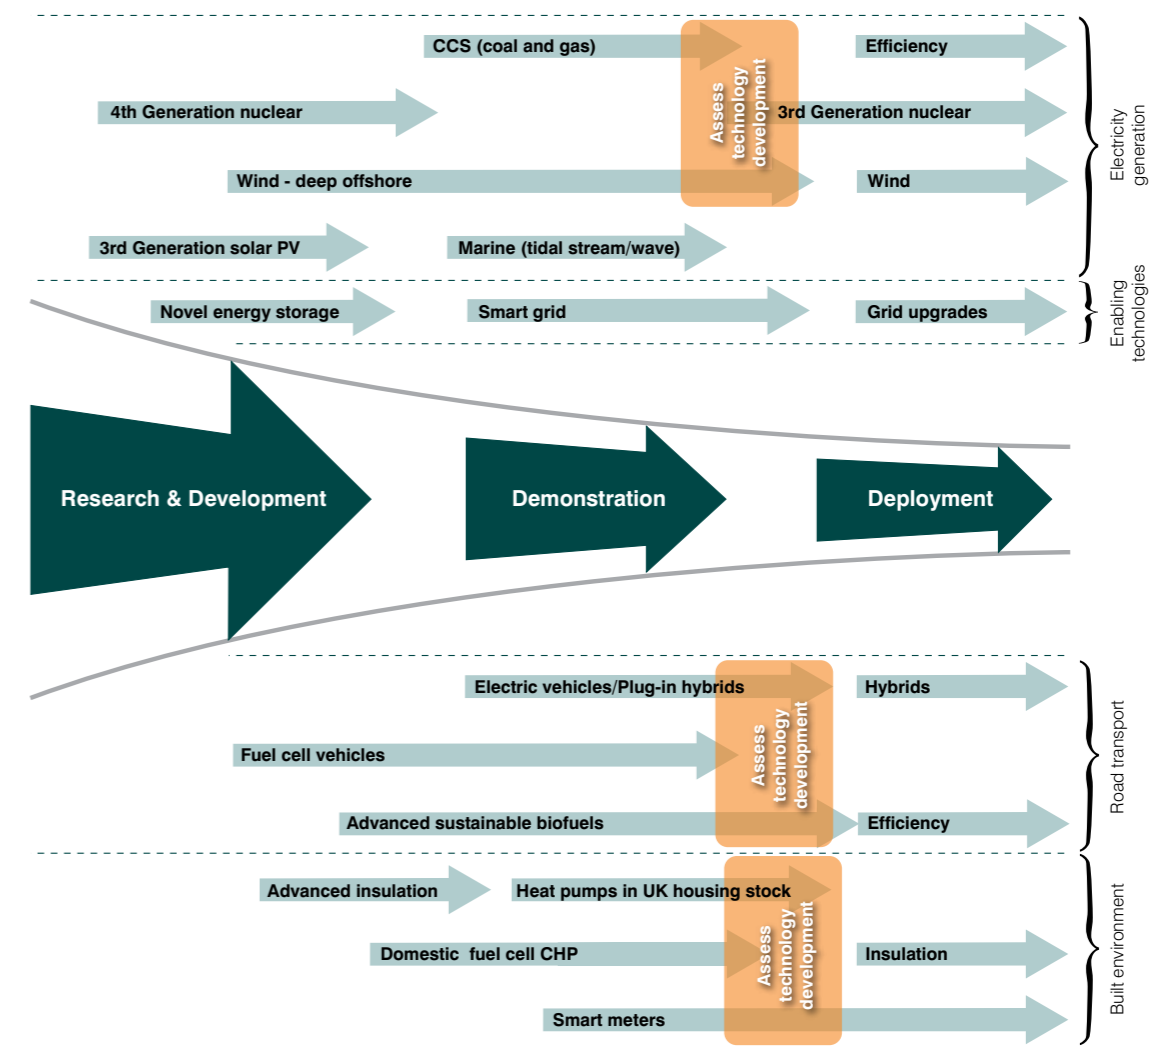 CCS (coal and gas)
Efficiency
4th Generation nuclear
3rd Generation nuclear
Wind - deep offshore
Wind
Assess
technology
development
3rd Generation solar PV
Marine (tidal stream/wave)
Electricity
generation
Novel energy storage
Smart grid
Grid upgrades
Enabling
technologies
Research & Development
Demonstration
Deployment
Electric vehicles/Plug-in hybrids
Hybrids
Fuel cell vehicles
Assess
technology
development
Advanced sustainable biofuels
Efficiency
Road transport
Advanced insulation
Heat pumps in UK housing stock
Domestic fuel cell CHP
Insulation
Assess
technology
development
Smart meters
Built environment